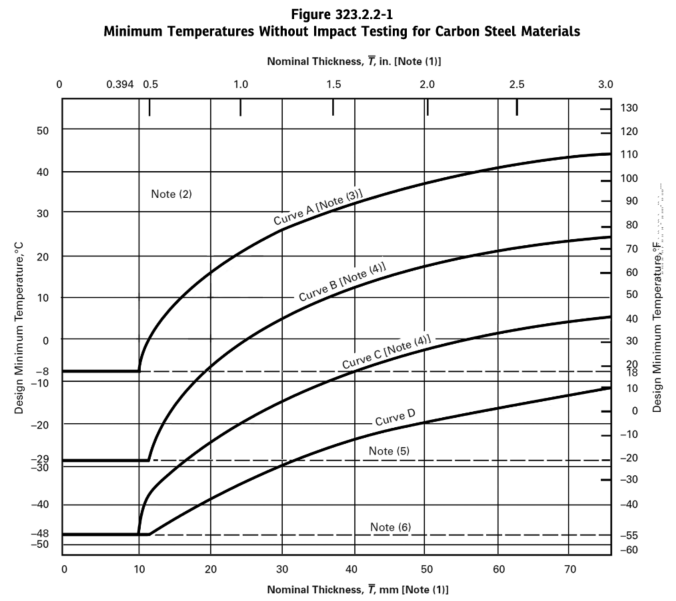 Figure 323.2.2-1
Minimum Temperatures Without Impact Testing for Carbon Steel Materials
Nominal Thickness, T̅, in. [Note (1)]
0 0.394 0.5 1.0 1.5 2.0 2.5 3.0
Design Minimum Temperature,°C
50
40
30
20
10
0
−8
−10
−20
−29
−30
−40
−48
−50
Note (2)
Curve A [Note (3)]
Curve B [Note (4)]
Curve C [Note (4)]
Curve D
Note (5)
Note (6)
130
120
110
100
90
80
70
60
50
40
30
20
18
10
0
−10
−20
−30
−40
−55
−60
Design Minimum Temperature,°F
0 10 20 30 40 50 60 70
Nominal Thickness, T̅, mm [Note (1)]